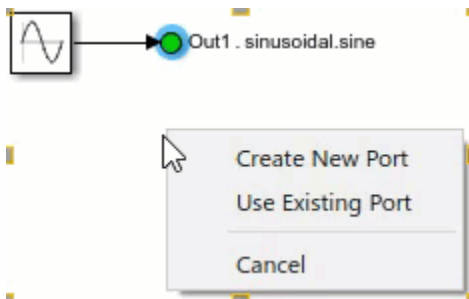 Out1 . sinusoidal.sine
Create New Port
Use Existing Port
Cancel